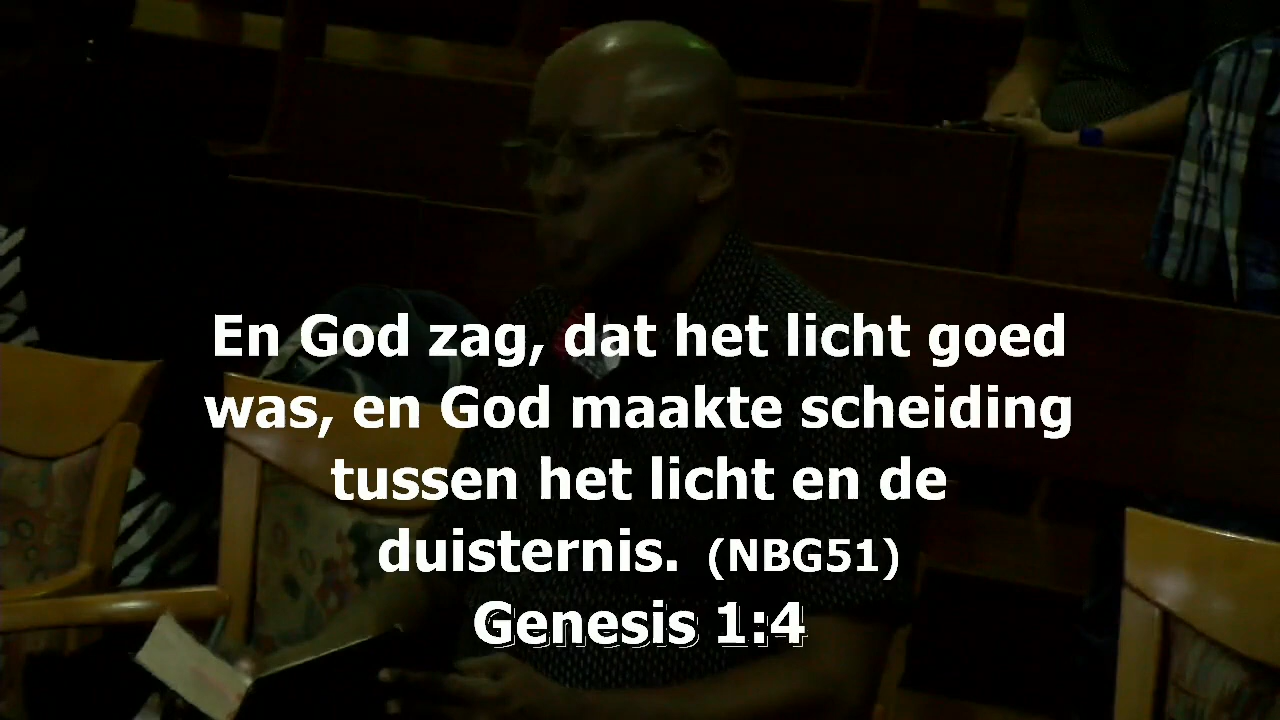 En God zag, dat het licht goed
was, en God maakte scheiding
tussen het licht en de
duisternis. (NBG51)
Genesis 1:4